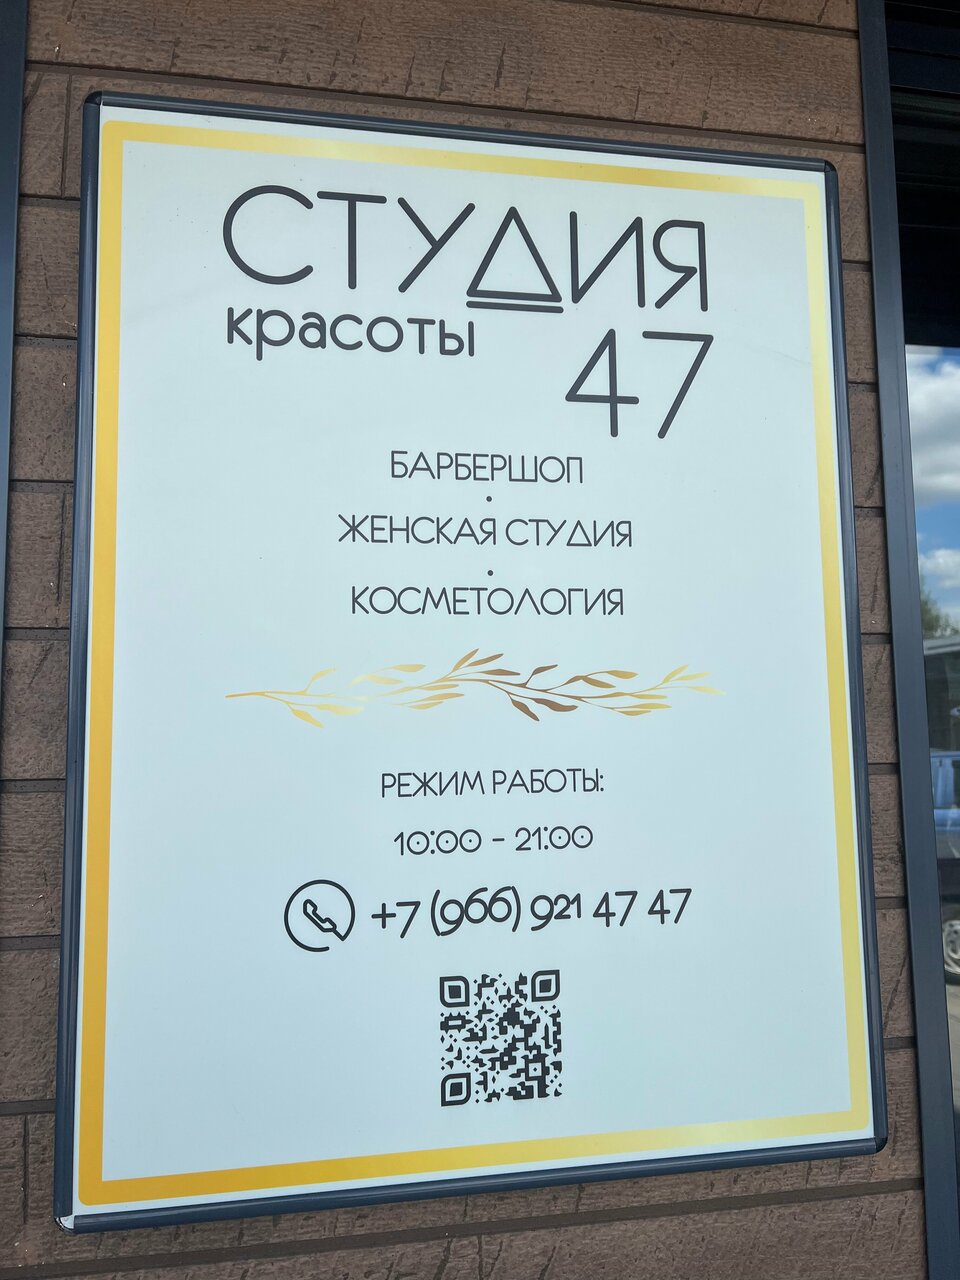 СТУДИЯ
красоты
47
БАРБЕРШОП
•
ЖЕНСКАЯ СТУДИЯ
•
КОСМЕТОЛОГИЯ
РЕЖИМ РАБОТЫ:
10:00 - 21:00
+7 (966) 921 47 47